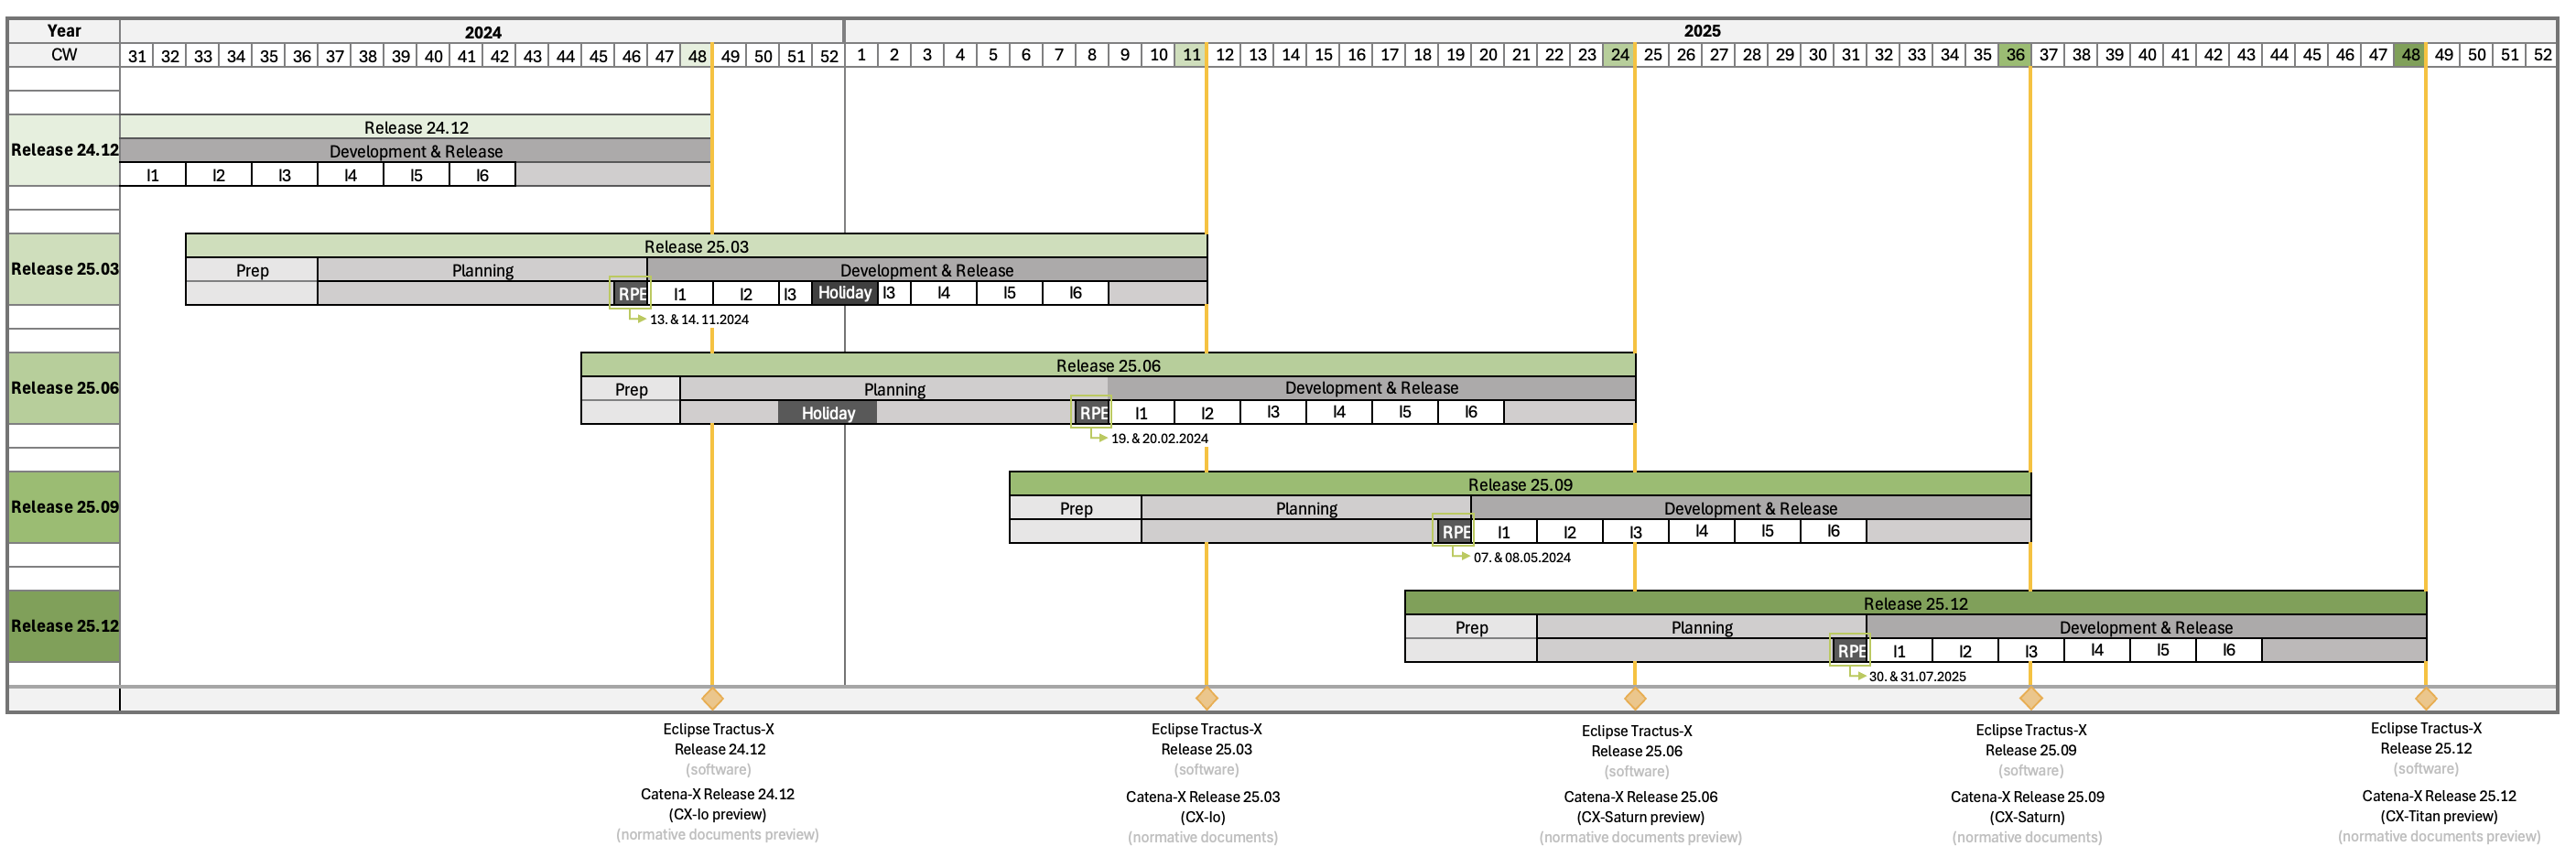 Year 2024 2025
CW 31 32 33 34 35 36 37 38 39 40 41 42 43 44 45 46 47 48 49 50 51 52 1 2 3 4 5 6 7 8 9 10 11 12 13 14 15 16 17 18 19 20 21 22 23 24 25 26 27 28 29 30 31 32 33 34 35 36 37 38 39 40 41 42 43 44 45 46 47 48 49 50 51 52
Release 24.12
Release 24.12
Development & Release
I1 I2 I3 I4 I5 I6
Release 25.03
Release 25.03
Prep Planning Development & Release
RPE I1 I2 I3 Holiday I3 I4 I5 I6
13. & 14. 11.2024
Release 25.06
Release 25.06
Prep Planning Development & Release
Holiday RPE I1 I2 I3 I4 I5 I6
19. & 20.02.2024
Release 25.09
Release 25.09
Prep Planning Development & Release
RPE I1 I2 I3 I4 I5 I6
07. & 08.05.2024
Release 25.12
Release 25.12
Prep Planning Development & Release
RPE I1 I2 I3 I4 I5 I6
30. & 31.07.2025
Eclipse Tractus-X
Release 24.12
(software)
Catena-X Release 24.12
(CX-Io preview)
(normative documents preview)
Eclipse Tractus-X
Release 25.03
(software)
Catena-X Release 25.03
(CX-Io)
(normative documents)
Eclipse Tractus-X
Release 25.06
(software)
Catena-X Release 25.06
(CX-Saturn preview)
(normative documents preview)
Eclipse Tractus-X
Release 25.09
(software)
Catena-X Release 25.09
(CX-Saturn)
(normative documents)
Eclipse Tractus-X
Release 25.12
(software)
Catena-X Release 25.12
(CX-Titan preview)
(normative documents preview)